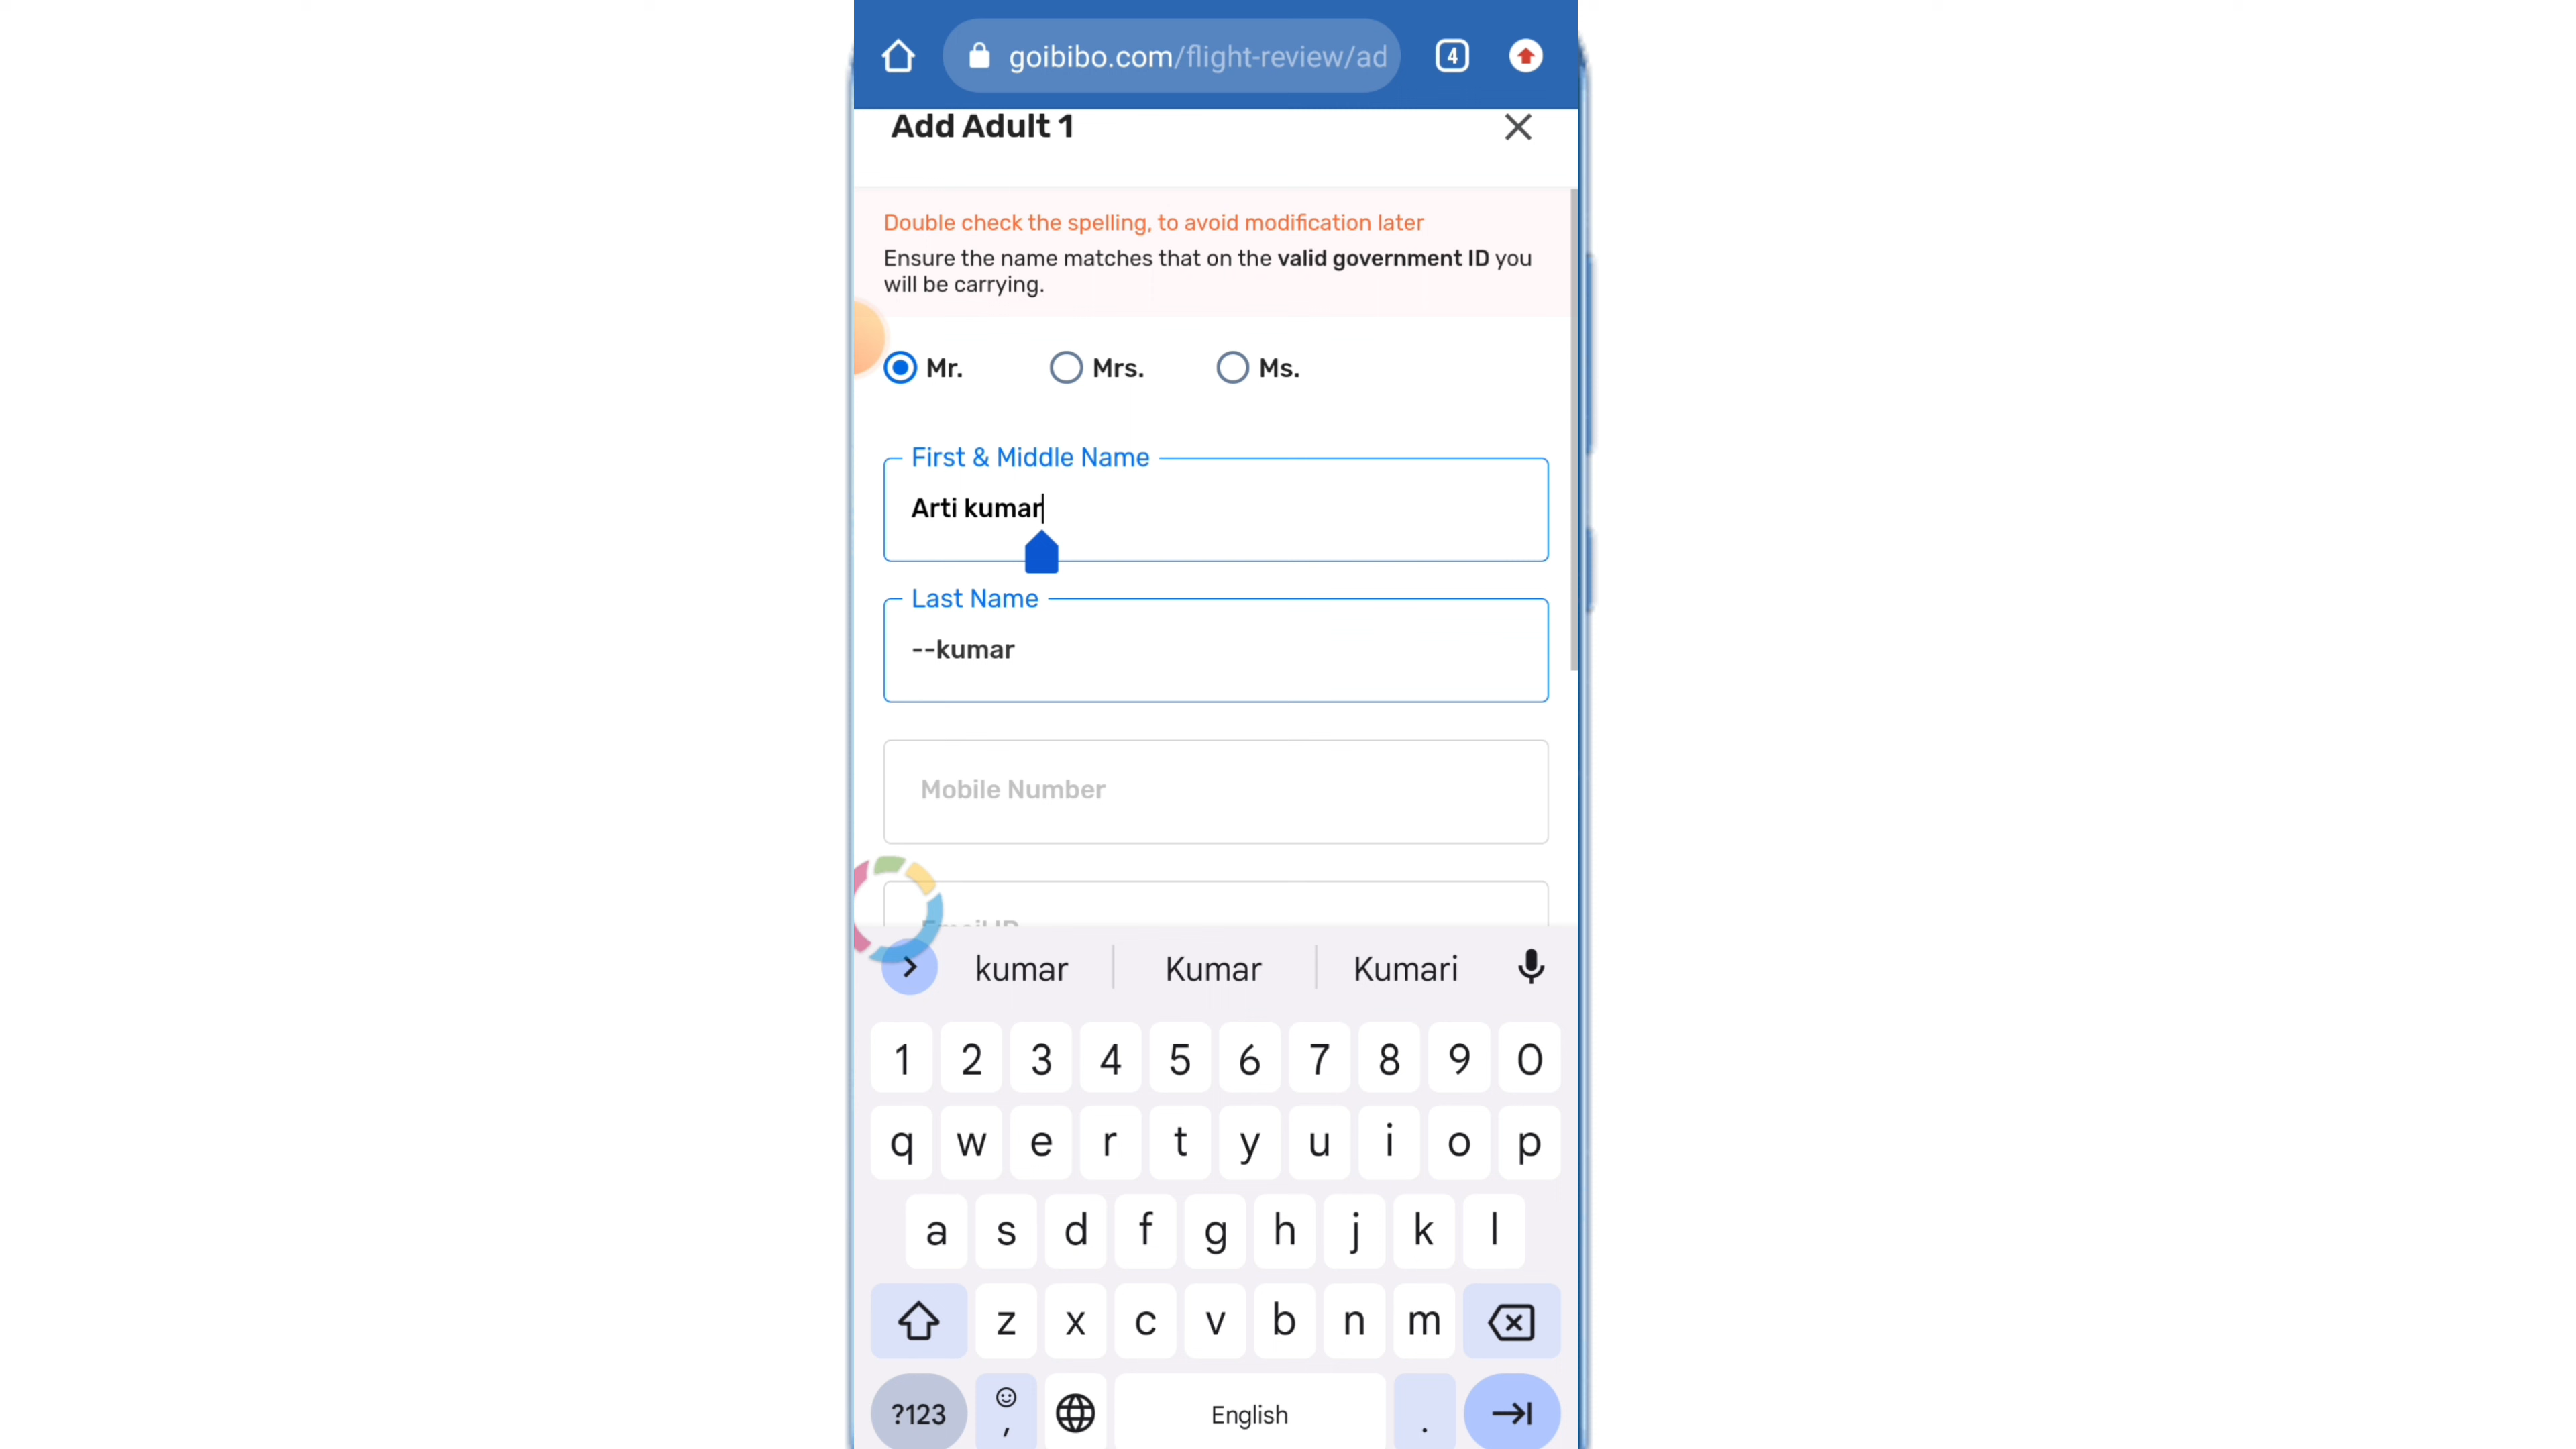 goibibo.com/flight-review/ad
4
Add Adult 1
Double check the spelling, to avoid modification later
Ensure the name matches that on the valid government ID you
will be carrying.
Mr. Mrs. Ms.
First & Middle Name
Arti kumar
Last Name
--kumar
Mobile Number
kumar Kumar Kumari
1 2 3 4 5 6 7 8 9 0
q w e r t y u i o p
a s d f g h j k l
z x c v b n m
?123 , English .